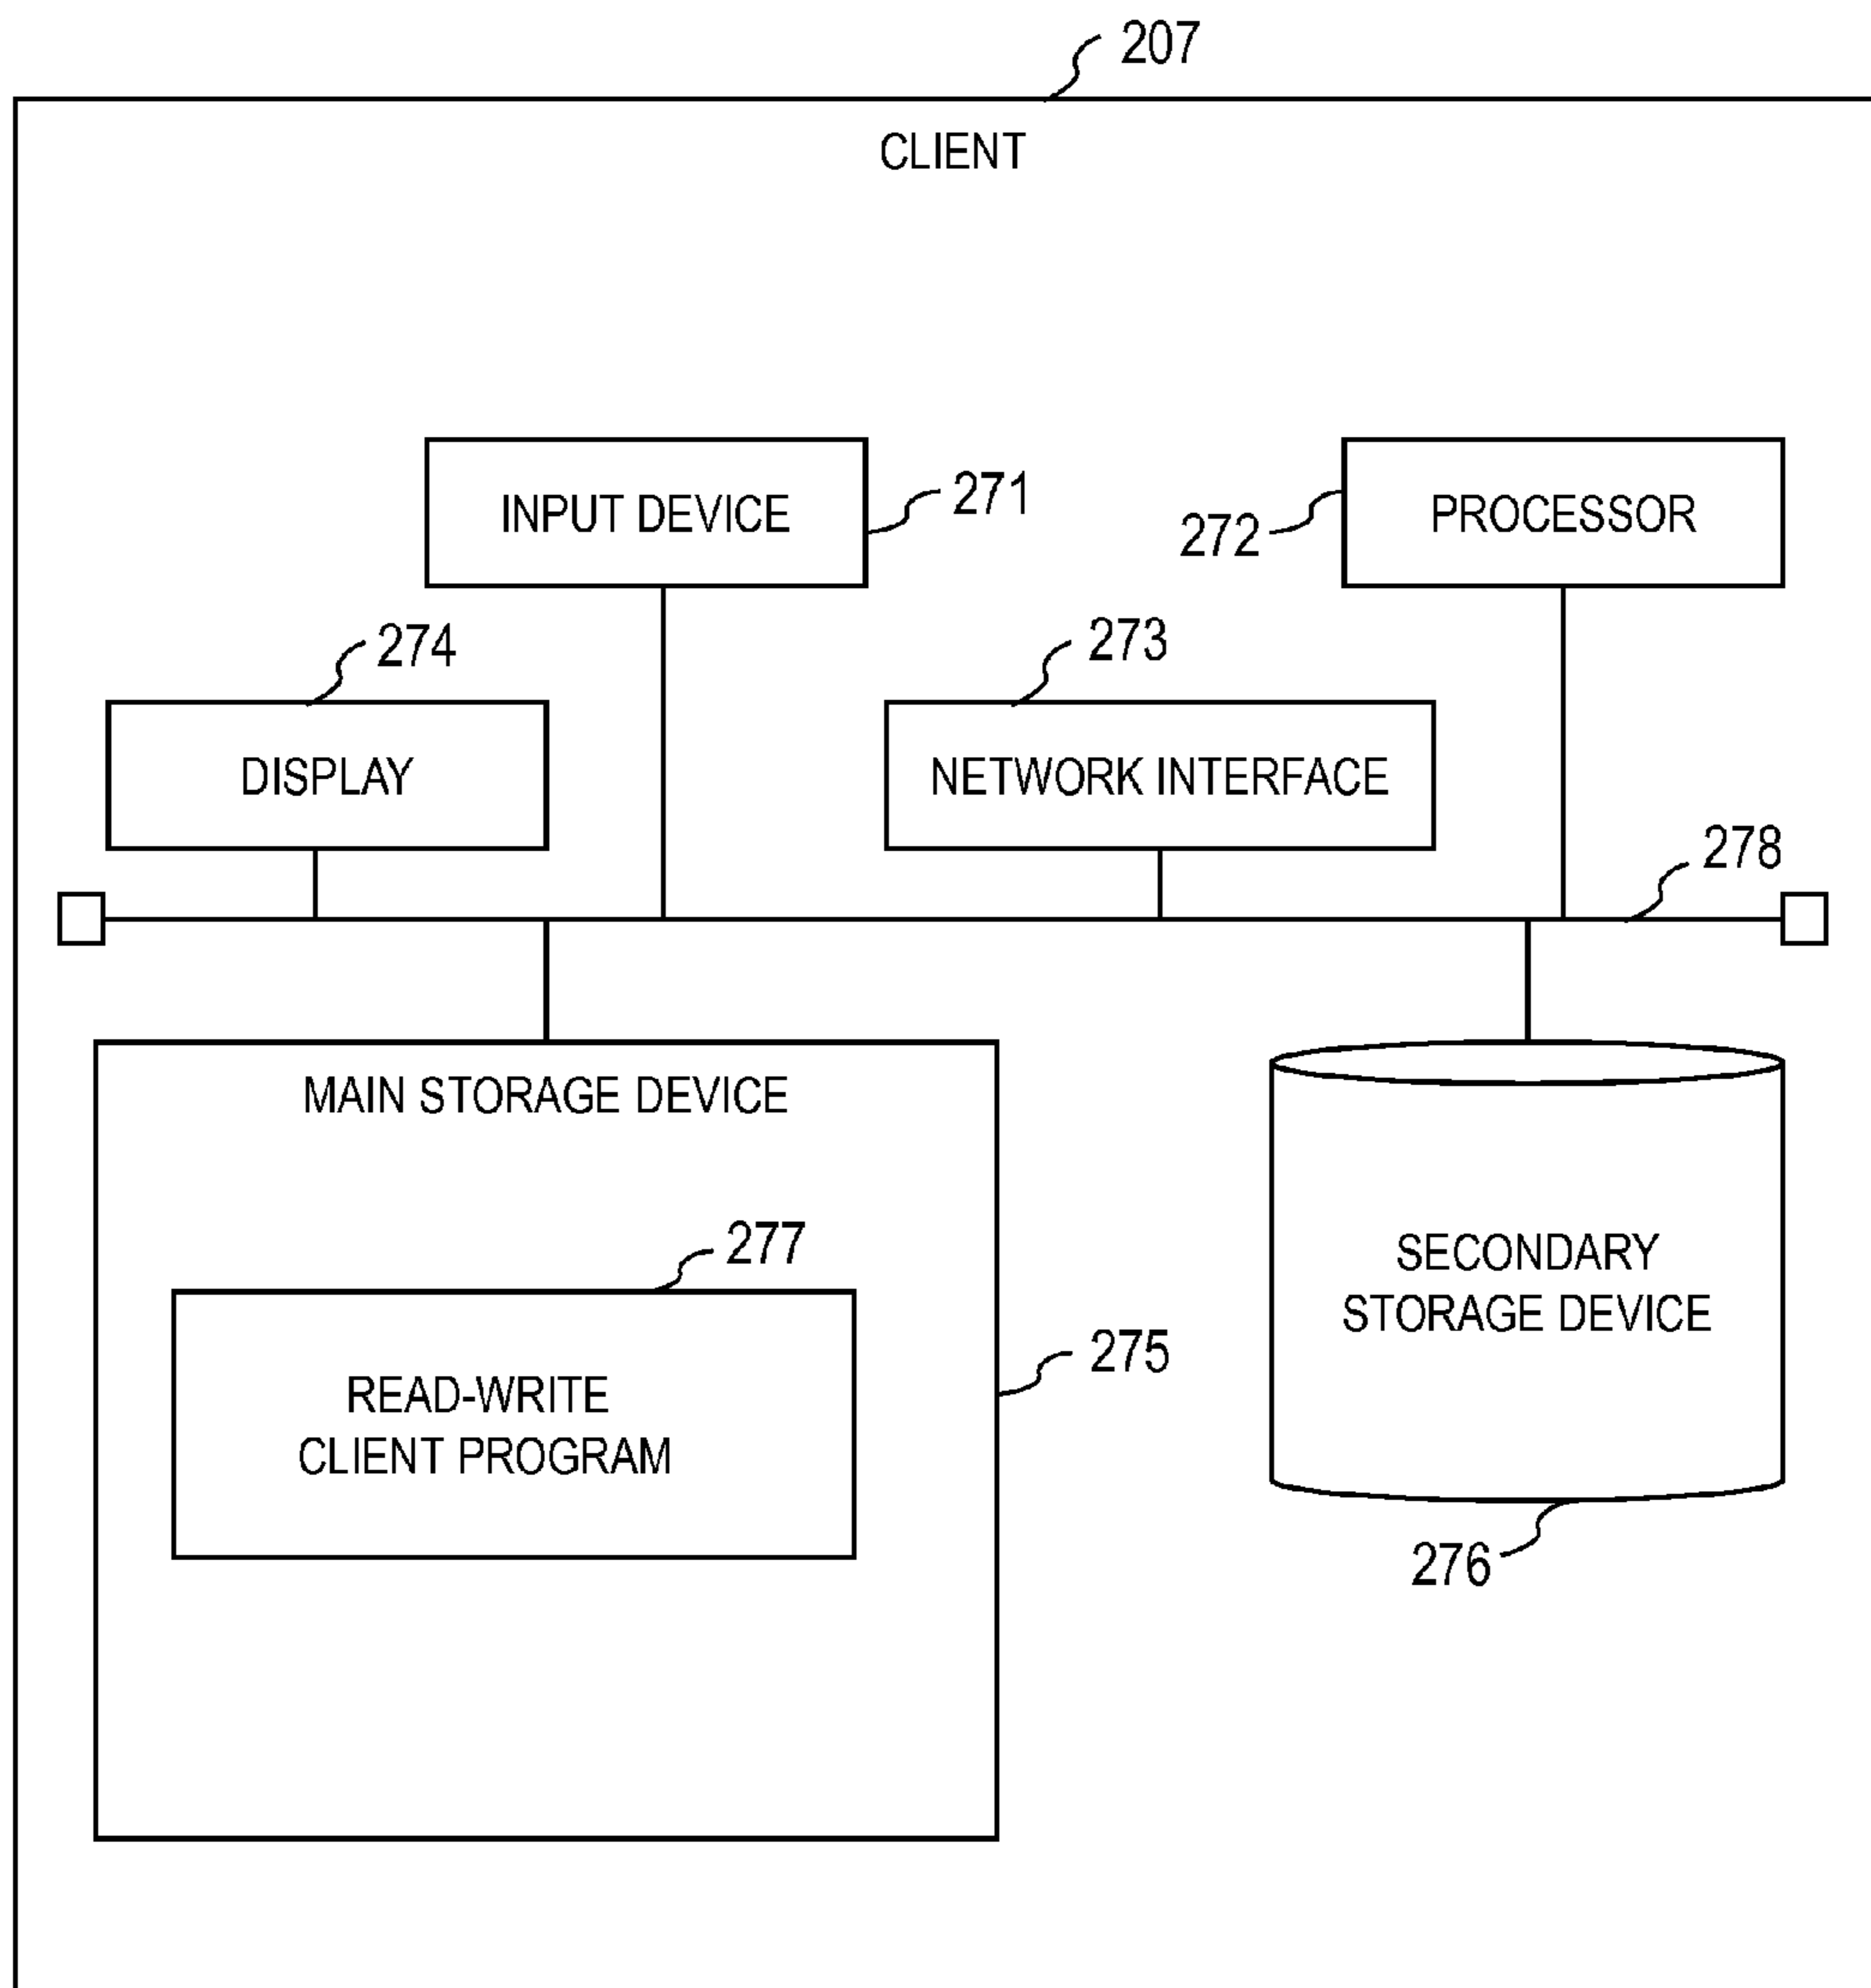 207
CLIENT
INPUT DEVICE
271
272
PROCESSOR
274
273
DISPLAY
NETWORK INTERFACE
278
MAIN STORAGE DEVICE
277
READ-WRITE
CLIENT PROGRAM
275
SECONDARY
STORAGE DEVICE
276